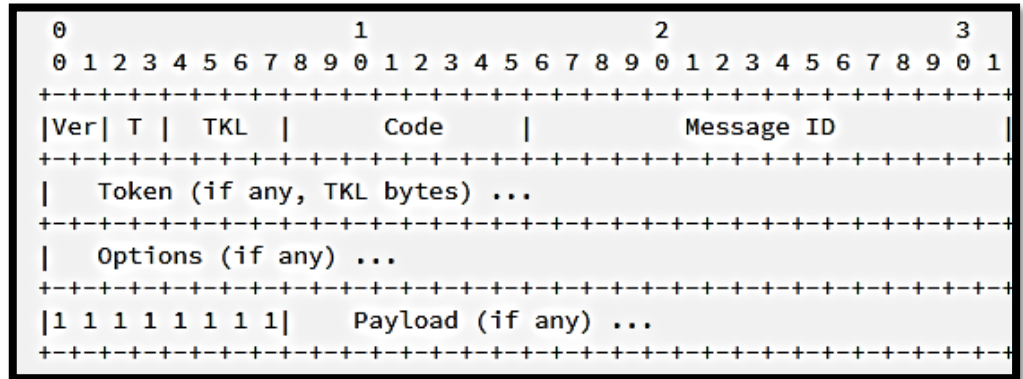 0                   1                   2                   3
0 1 2 3 4 5 6 7 8 9 0 1 2 3 4 5 6 7 8 9 0 1 2 3 4 5 6 7 8 9 0 1
+-+-+-+-+-+-+-+-+-+-+-+-+-+-+-+-+-+-+-+-+-+-+-+-+-+-+-+-+-+-+-+-+
|Ver| T |  TKL  |      Code     |          Message ID           |
+-+-+-+-+-+-+-+-+-+-+-+-+-+-+-+-+-+-+-+-+-+-+-+-+-+-+-+-+-+-+-+-+
|   Token (if any, TKL bytes) ...
+-+-+-+-+-+-+-+-+-+-+-+-+-+-+-+-+-+-+-+-+-+-+-+-+-+-+-+-+-+-+-+-+
|   Options (if any) ...
+-+-+-+-+-+-+-+-+-+-+-+-+-+-+-+-+-+-+-+-+-+-+-+-+-+-+-+-+-+-+-+-+
|1 1 1 1 1 1 1 1|    Payload (if any) ...
+-+-+-+-+-+-+-+-+-+-+-+-+-+-+-+-+-+-+-+-+-+-+-+-+-+-+-+-+-+-+-+-+